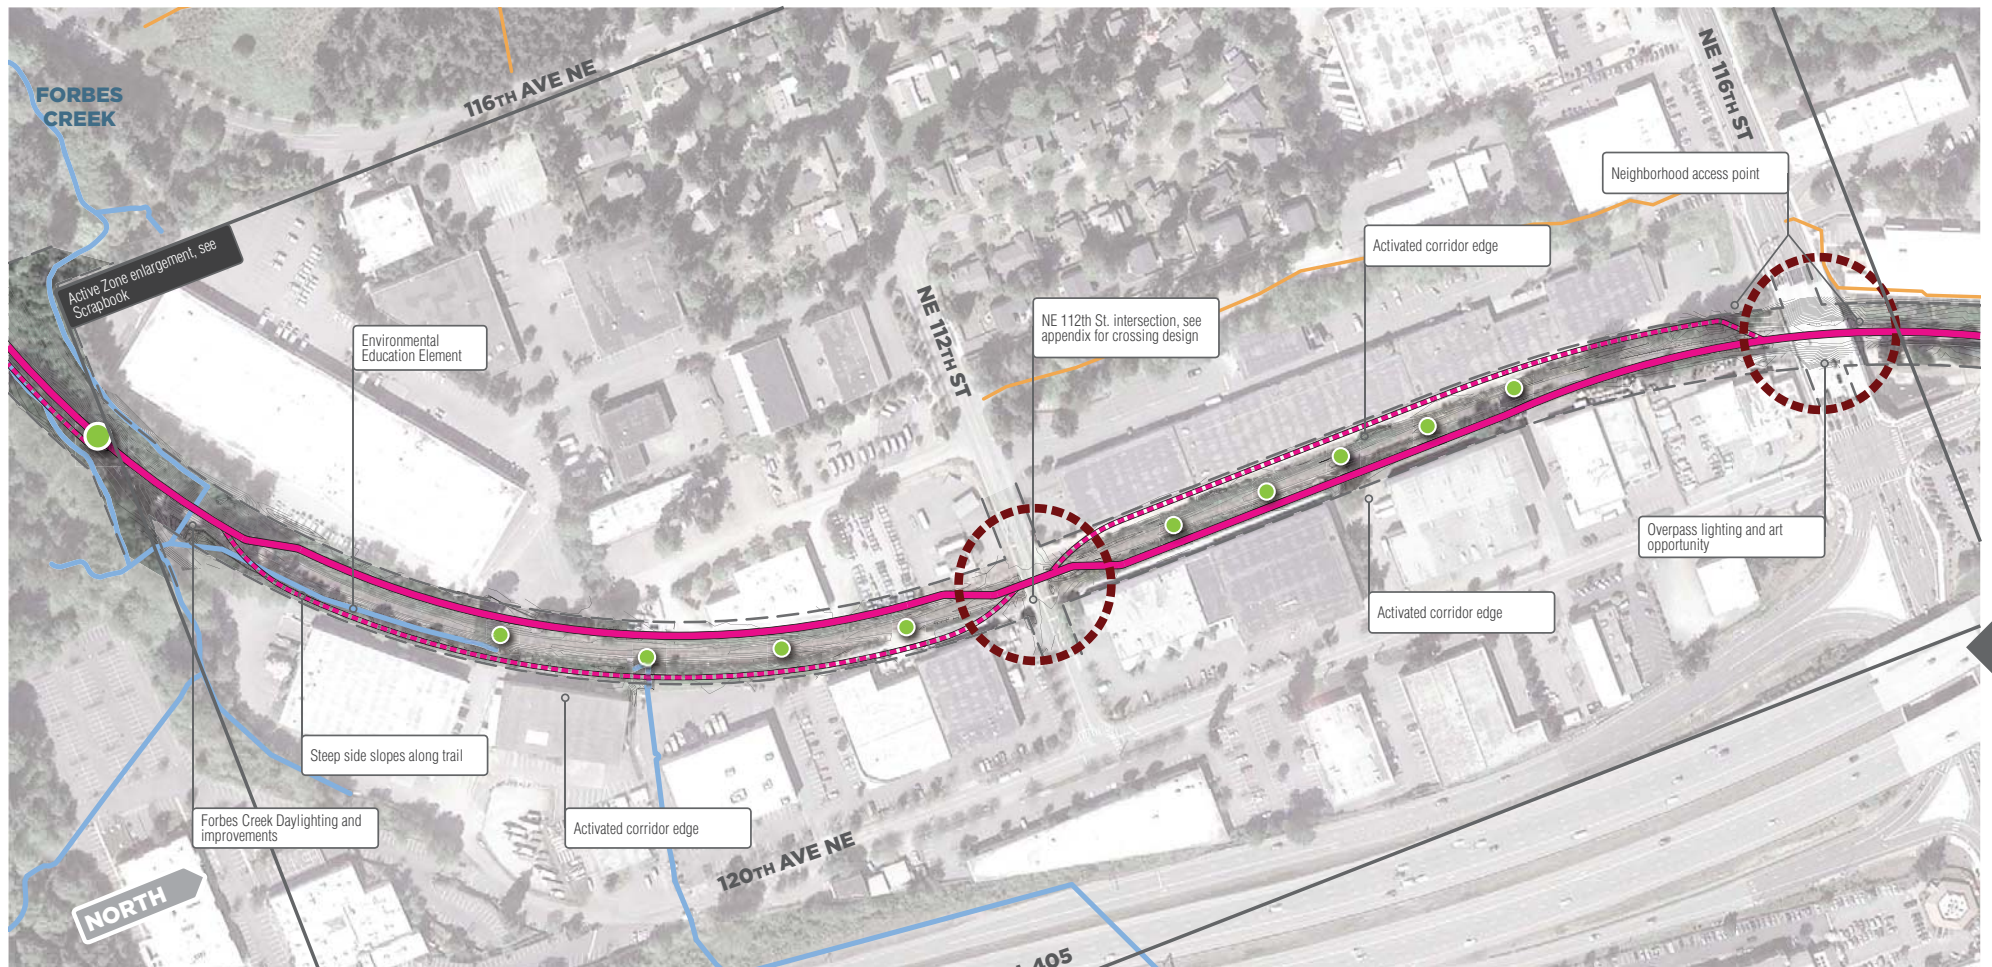 FORBES
CREEK
116TH AVE NE
NE 116TH ST
Neighborhood access point
Active Zone enlargement, see
Scrapbook
Activated corridor edge
Environmental
Education Element
NE 112TH ST
NE 112th St. intersection, see
appendix for crossing design
Overpass lighting and art
opportunity
Activated corridor edge
Steep side slopes along trail
Forbes Creek Daylighting and
improvements
Activated corridor edge
120TH AVE NE
NORTH
405